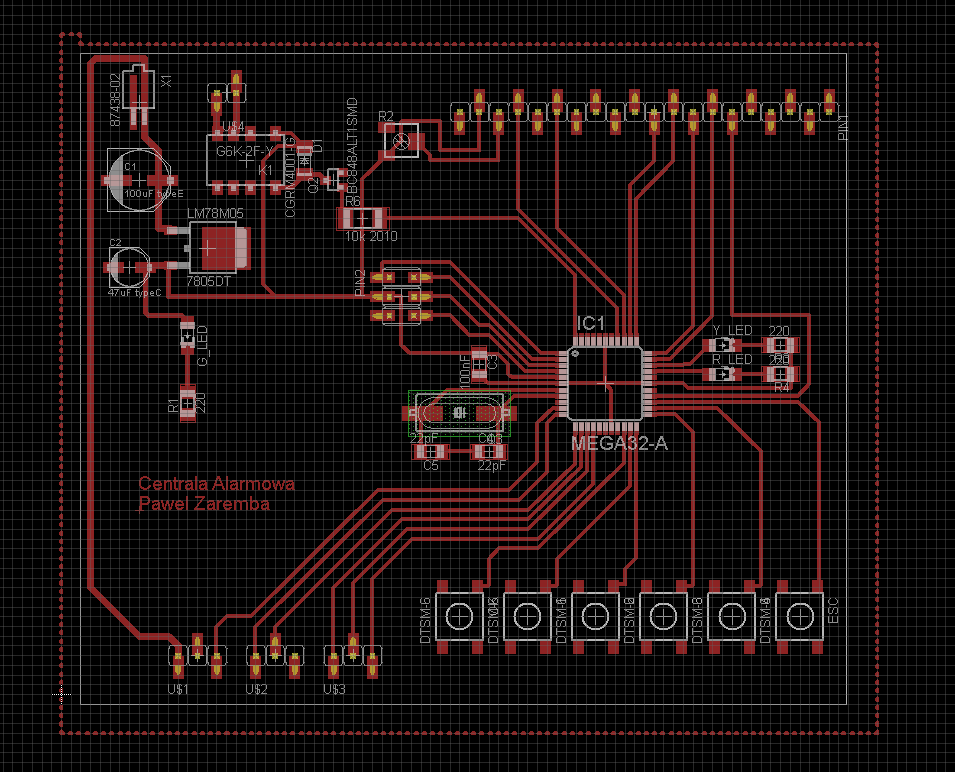 X1
87438-02
U$4
G6K-2F-Y
K1
D1
CGRM4001-G
Q2
BC848ALT1SMD
R2
PIN1
C1
100uF typeE
R6
10k 2010
LM78M05
7805DT
C2
47uF typeC
PIN2
G_LED
R1
220
IC1
MEGA32-A
C3
100nF
Y_LED
220
R_LED
220
R4
22pF
C5
22pF
Centrala Alarmowa
Pawel Zaremba
DTSM-6
DTSM-6
DTSM-6
DTSM-6
DTSM-6
ESC
U$1
U$2
U$3